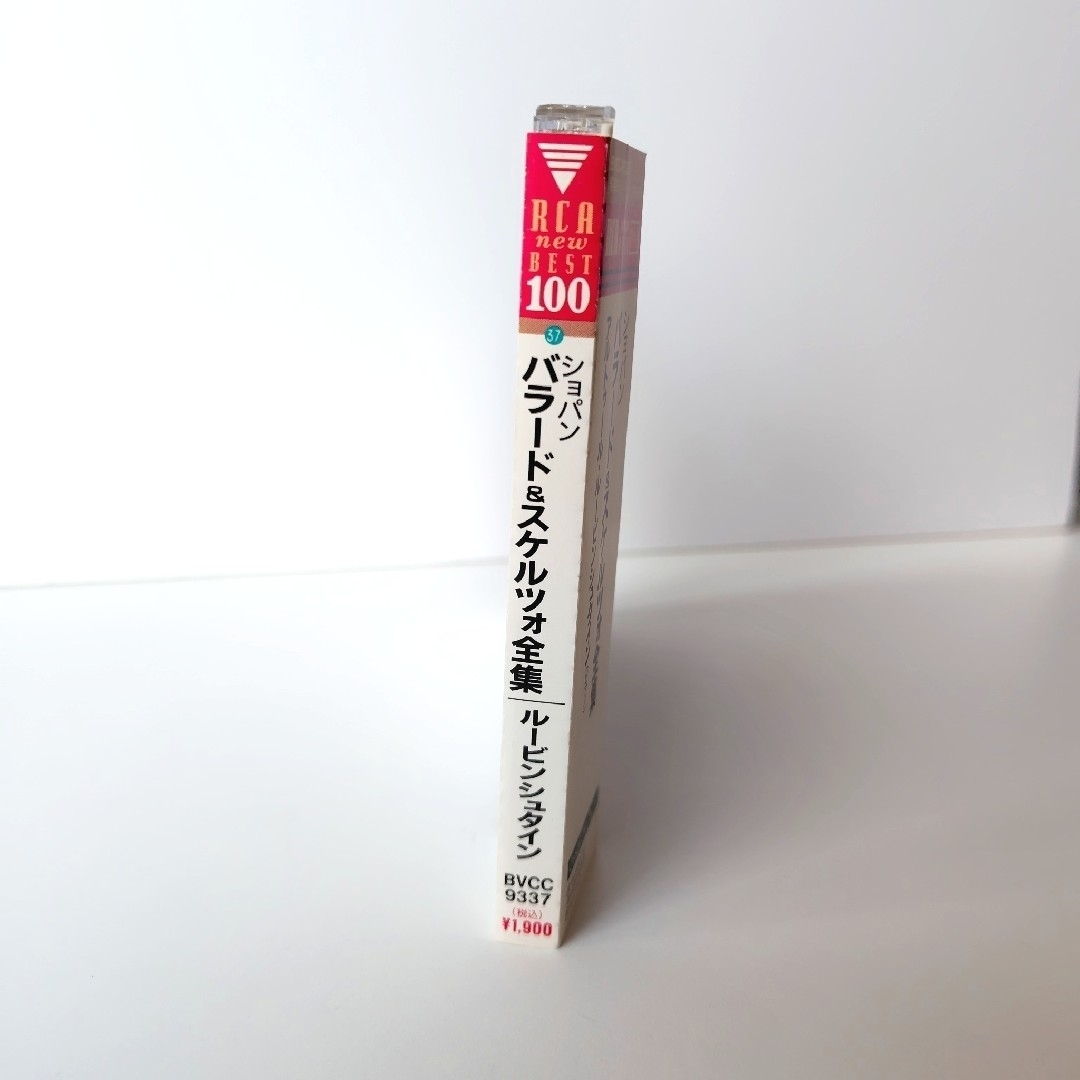 RCA
new
BEST
100
37
ショパン
バラード&スケルツォ全集
ルービンシュタイン
BVCC
9337
(税込)
¥1,900